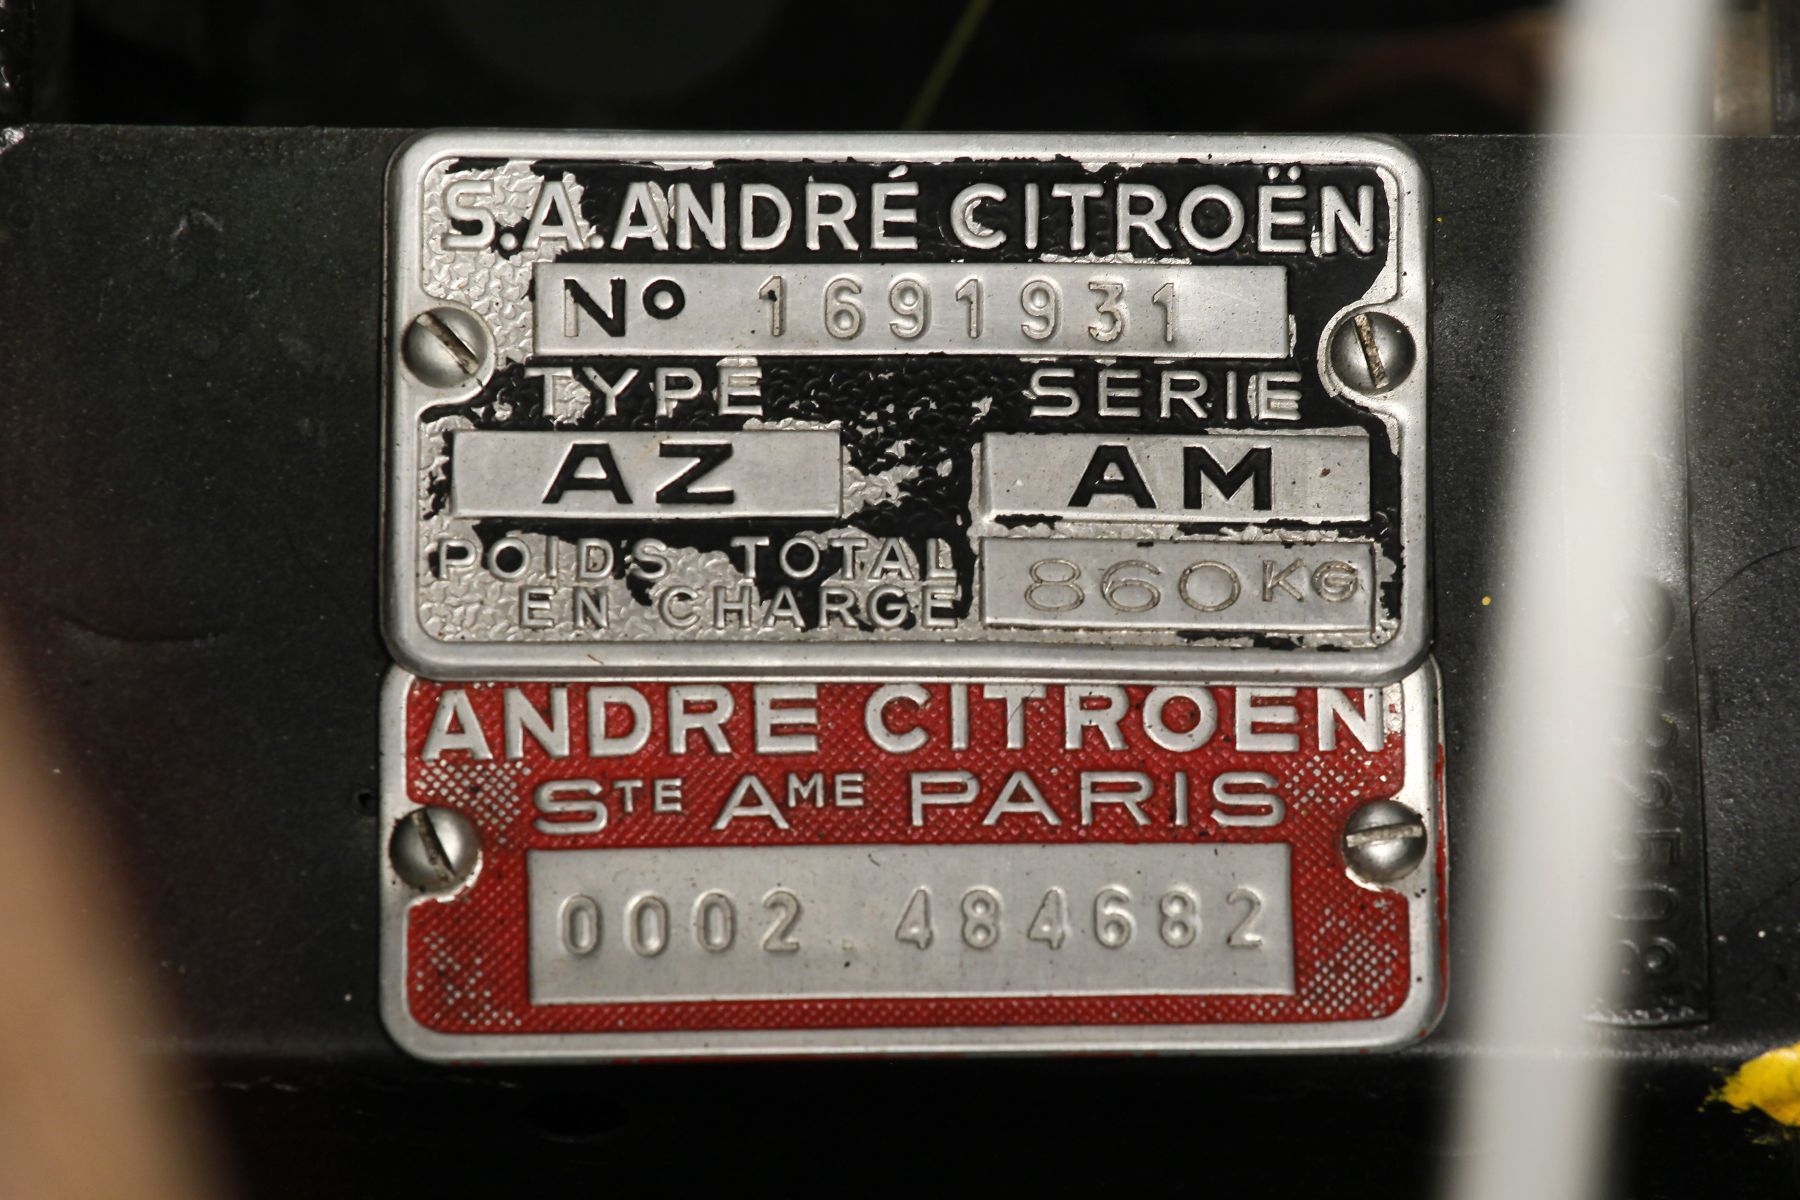 S.A. ANDRÉ CITROËN
No 1691931
TYPE SÉRIE
AZ AM
POIDS TOTAL
EN CHARGE 860KG
ANDRE CITROEN
STE AME PARIS
0002 484682